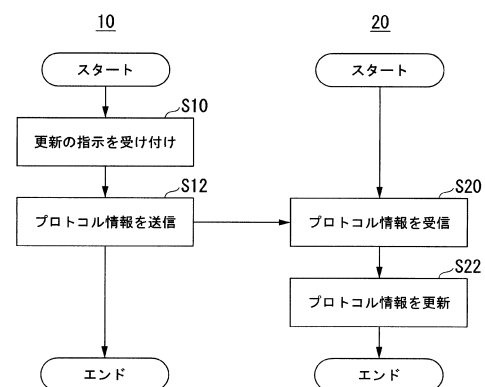 10
20
スタート
スタート
S10
更新の指示を受け付け
S12
プロトコル情報を送信
S20
プロトコル情報を受信
S22
プロトコル情報を更新
エンド
エンド